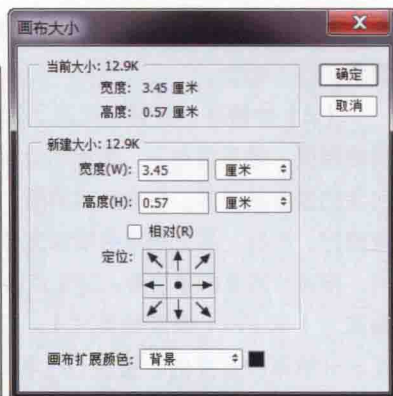 画布大小
当前大小: 12.9K
宽度: 3.45 厘米
高度: 0.57 厘米
确定
取消
新建大小: 12.9K
宽度(W): 3.45 厘米
高度(H): 0.57 厘米
相对(R)
定位:
画布扩展颜色: 背景